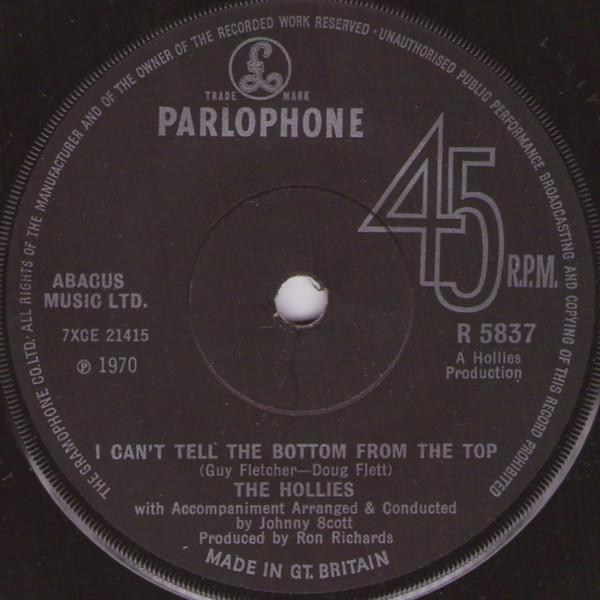 THE GRAMOPHONE CO. LTD. ALL RIGHTS OF THE MANUFACTURER AND OF THE OWNER OF THE RECORDED WORK RESERVED · UNAUTHORISED PUBLIC PERFORMANCE BROADCASTING AND COPYING OF THIS RECORD PROHIBITED
£
TRADE MARK
PARLOPHONE
45
R.P.M.
ABACUS
MUSIC LTD.
7XCE 21415
℗ 1970
R 5837
A Hollies
Production
I CAN'T TELL THE BOTTOM FROM THE TOP
(Guy Fletcher—Doug Flett)
THE HOLLIES
with Accompaniment Arranged & Conducted
by Johnny Scott
Produced by Ron Richards
MADE IN GT. BRITAIN